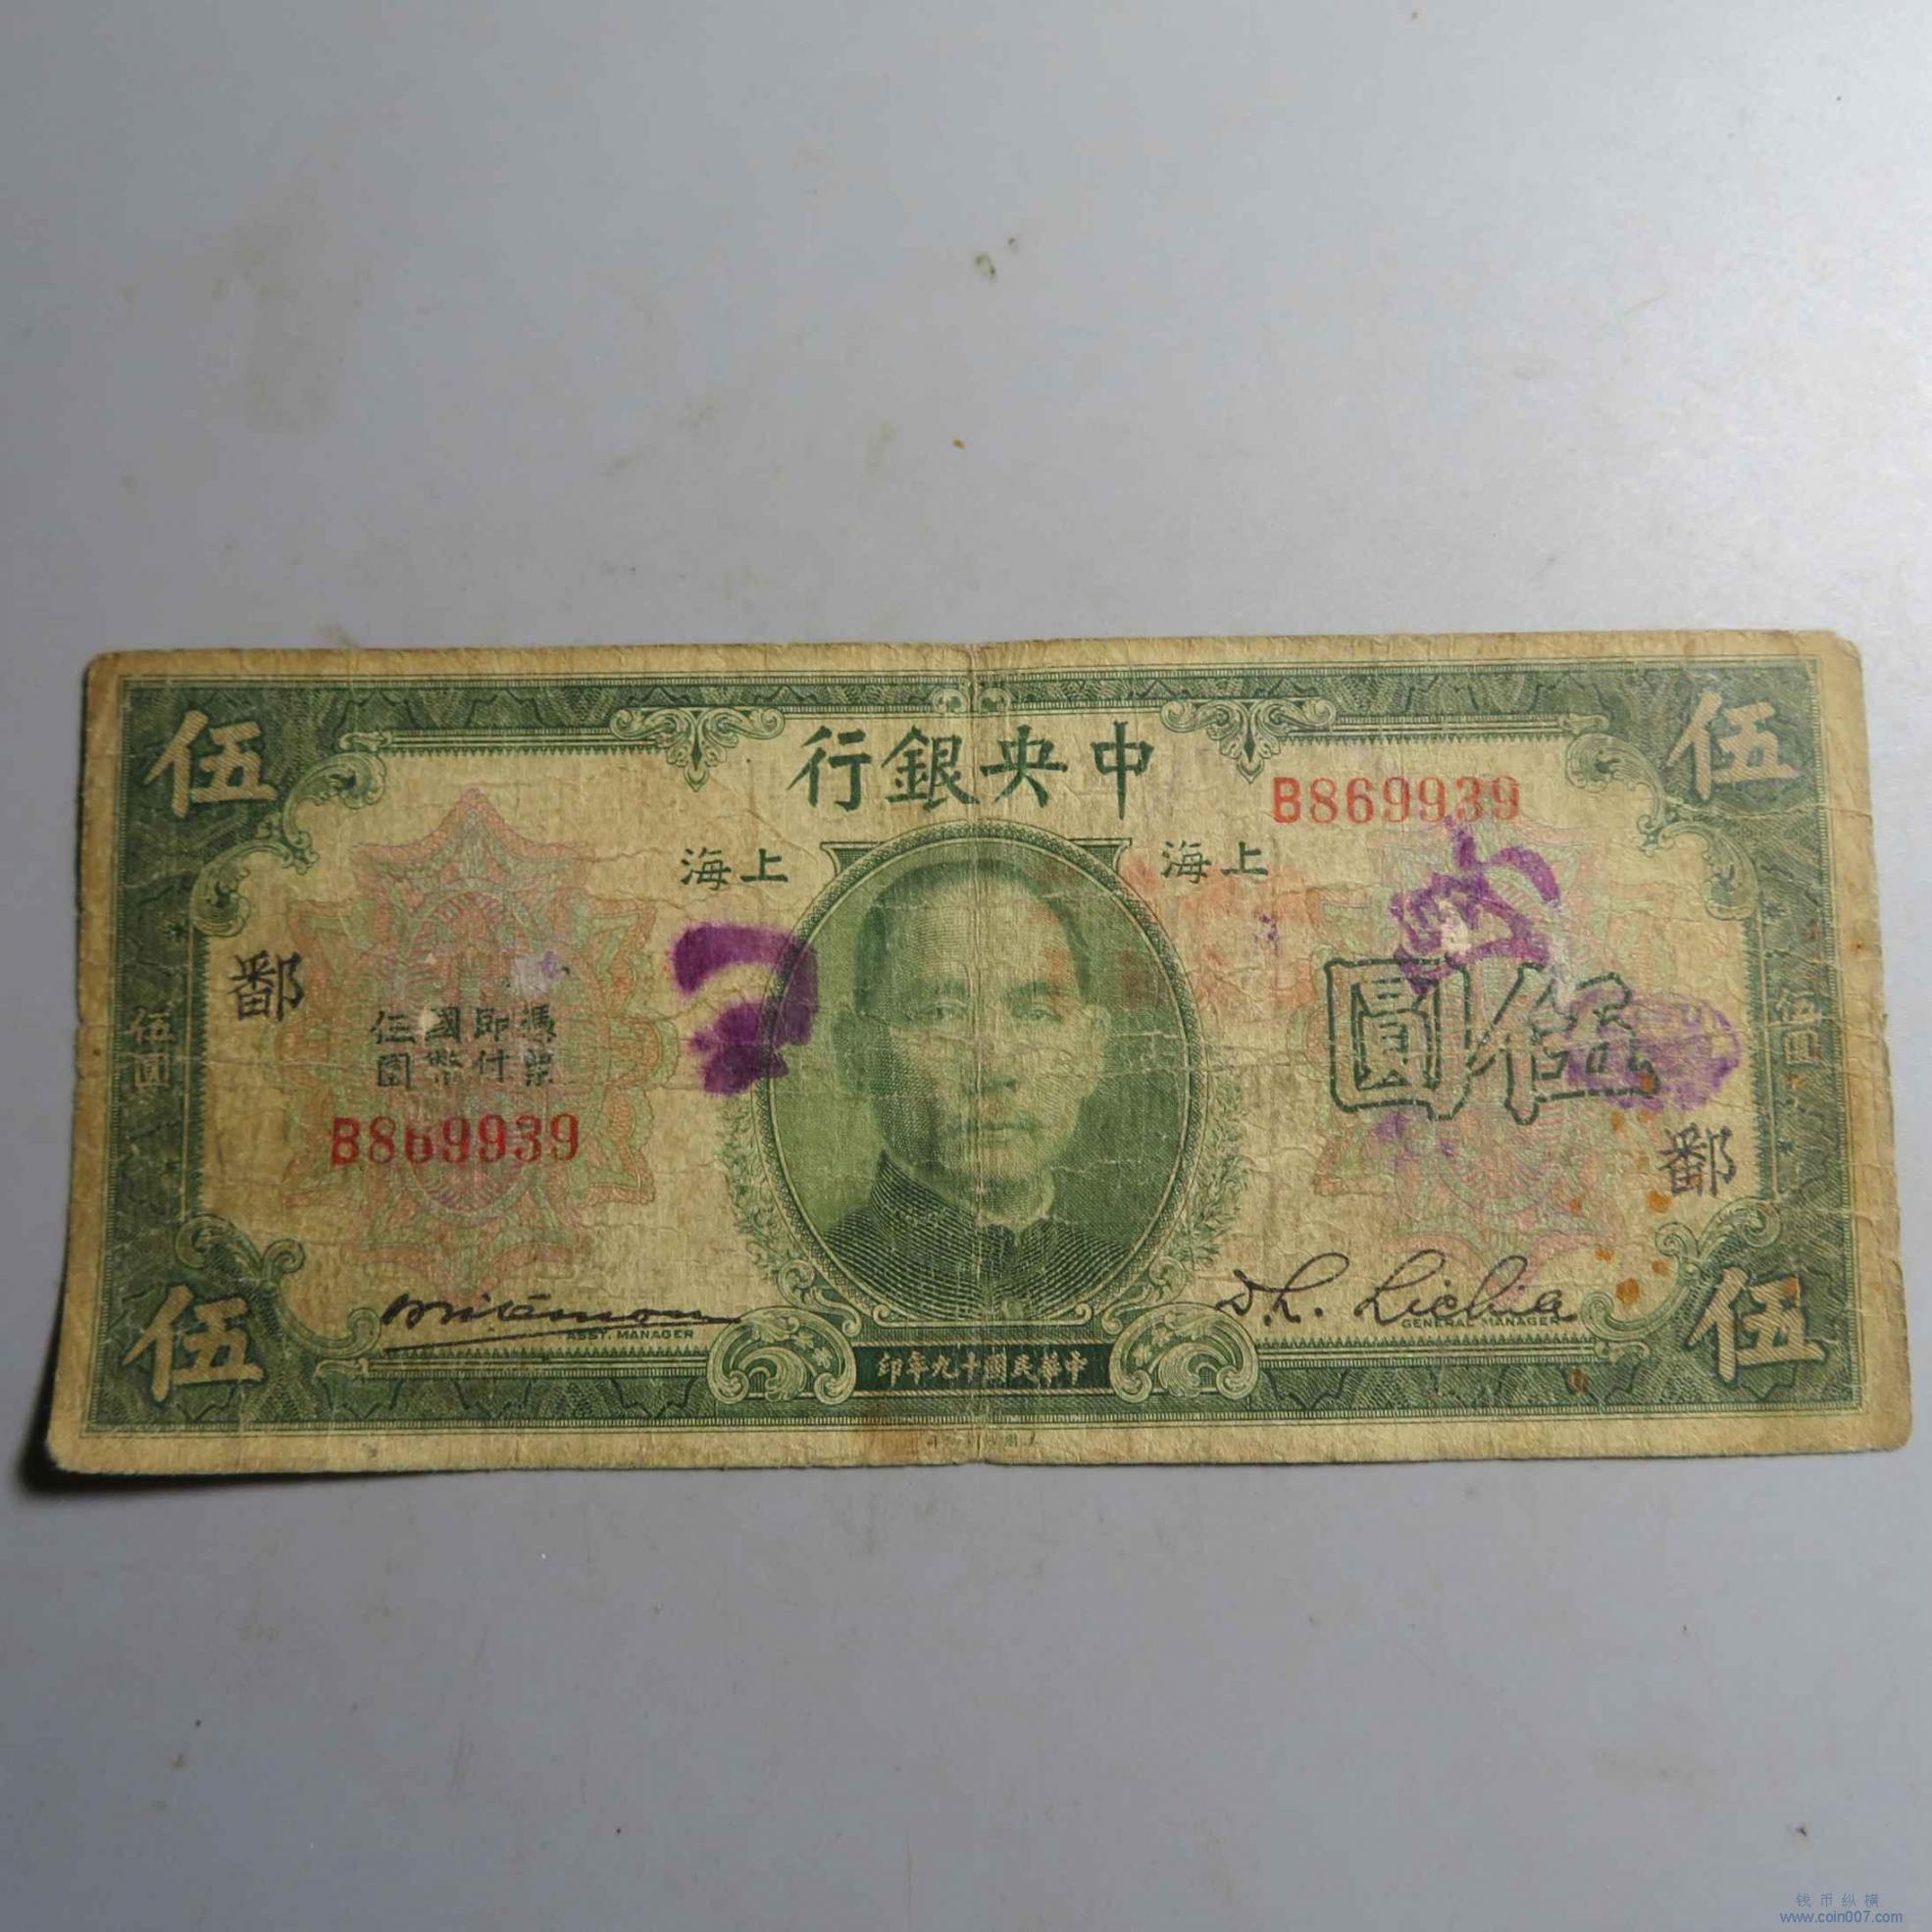 伍
中央銀行
伍
B869939
上海
上海
鄱
憑票即付國幣伍圓
伍圓
伍圓
伍圓
B869939
鄱
ASST. MANAGER
GENERAL MANAGER
伍
中華民國十九年印
伍
钱币纵横
www.coin007.com